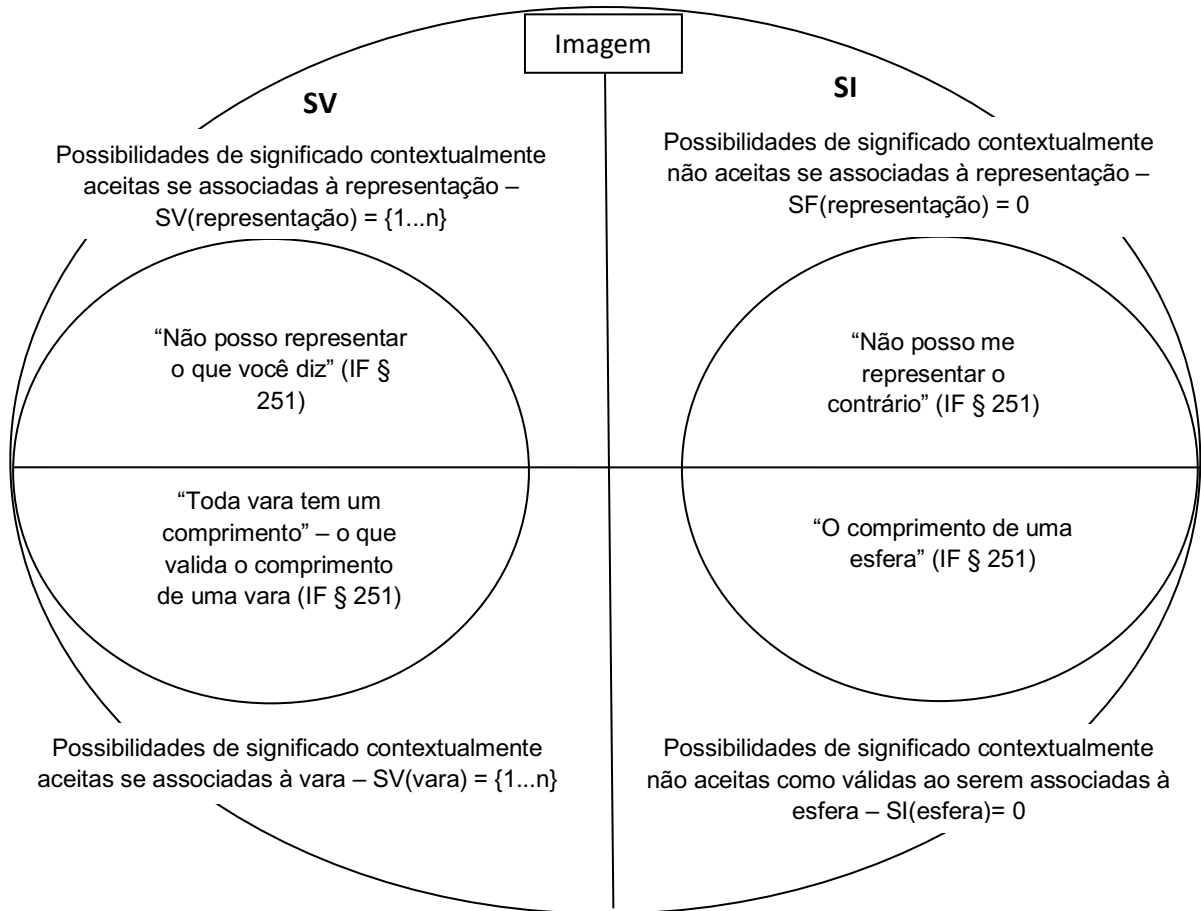 Imagem
SV
Possibilidades de significado contextualmente
aceitas se associadas à representação –
SV(representação) = {1...n}
SI
Possibilidades de significado contextualmente
não aceitas se associadas à representação –
SF(representação) = 0
“Não posso representar
o que você diz” (IF §
251)
“Não posso me
representar o
contrário” (IF § 251)
“Toda vara tem um
comprimento” – o que
valida o comprimento
de uma vara (IF § 251)
“O comprimento de uma
esfera” (IF § 251)
Possibilidades de significado contextualmente
aceitas se associadas à vara – SV(vara) = {1...n}
Possibilidades de significado contextualmente
não aceitas como válidas ao serem associadas à
esfera – SI(esfera)= 0